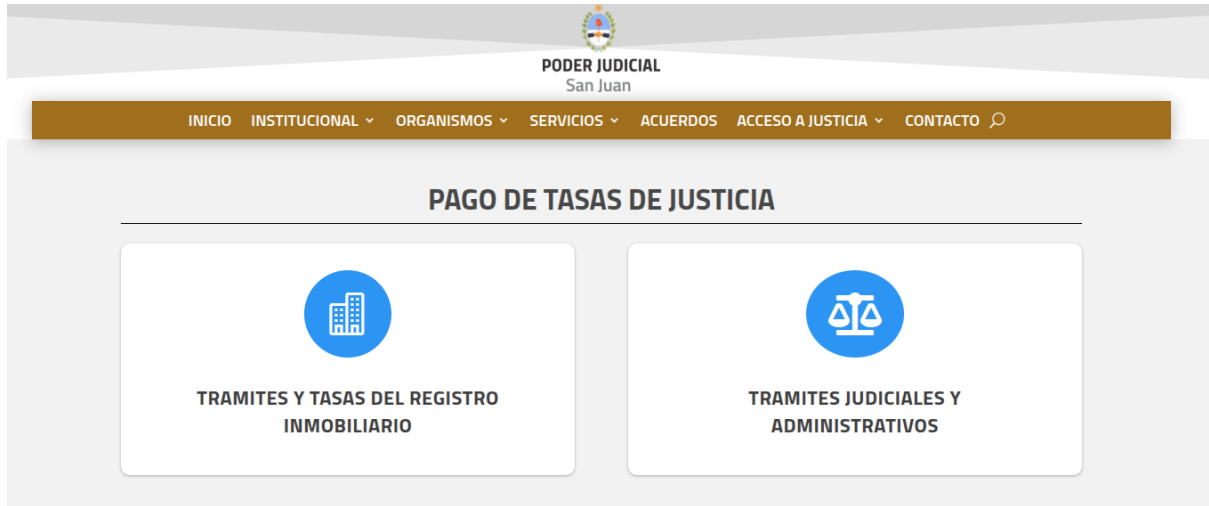 PODER JUDICIAL
San Juan
INICIO INSTITUCIONAL ORGANISMOS SERVICIOS ACUERDOS ACCESO A JUSTICIA CONTACTO
PAGO DE TASAS DE JUSTICIA
TRAMITES Y TASAS DEL REGISTRO
INMOBILIARIO
TRAMITES JUDICIALES Y
ADMINISTRATIVOS